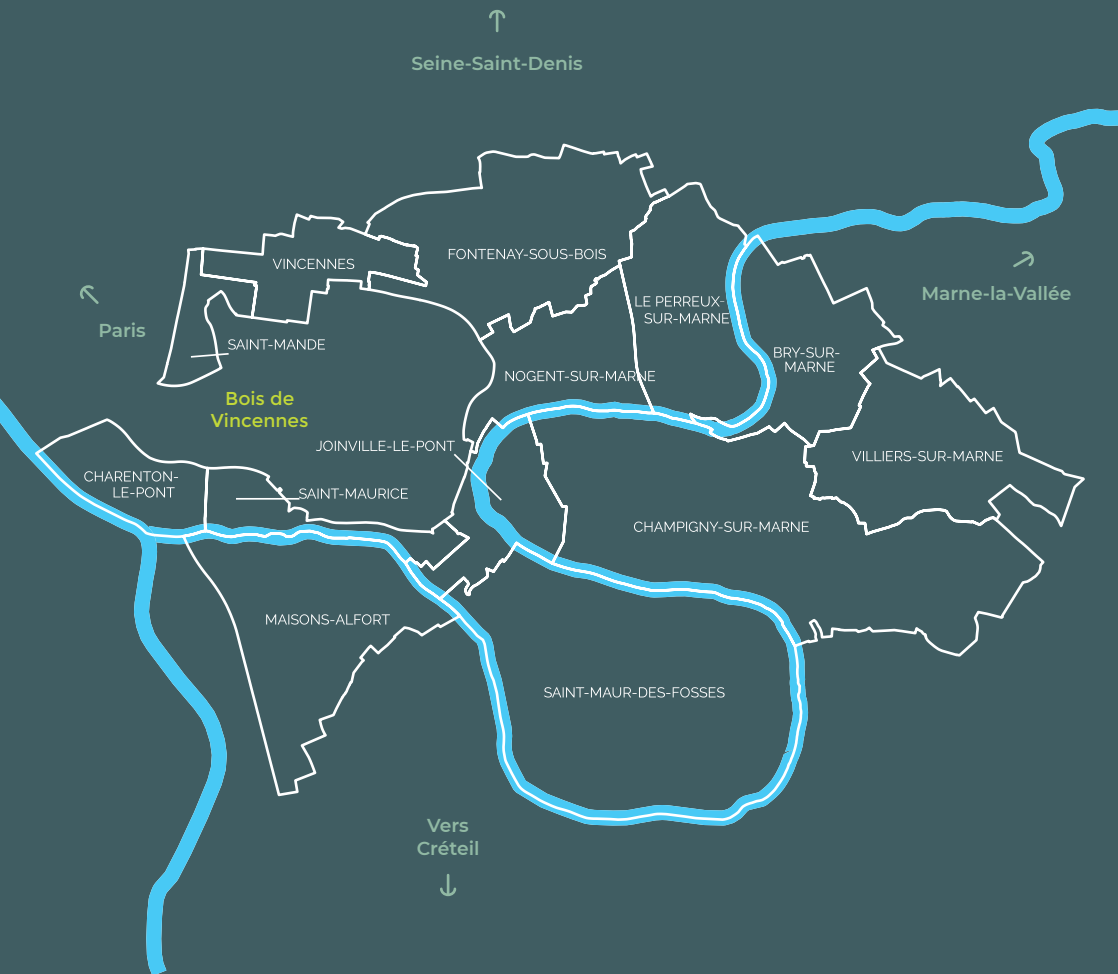 ↑
Seine-Saint-Denis
FONTENAY-SOUS-BOIS
VINCENNES
↖
Paris
↗
Marne-la-Vallée
LE PERREUX-
SUR-MARNE
SAINT-MANDE
BRY-SUR-
MARNE
NOGENT-SUR-MARNE
Bois de
Vincennes
JOINVILLE-LE-PONT
VILLIERS-SUR-MARNE
CHARENTON-
LE-PONT
SAINT-MAURICE
CHAMPIGNY-SUR-MARNE
MAISONS-ALFORT
SAINT-MAUR-DES-FOSSES
Vers
Créteil
↓